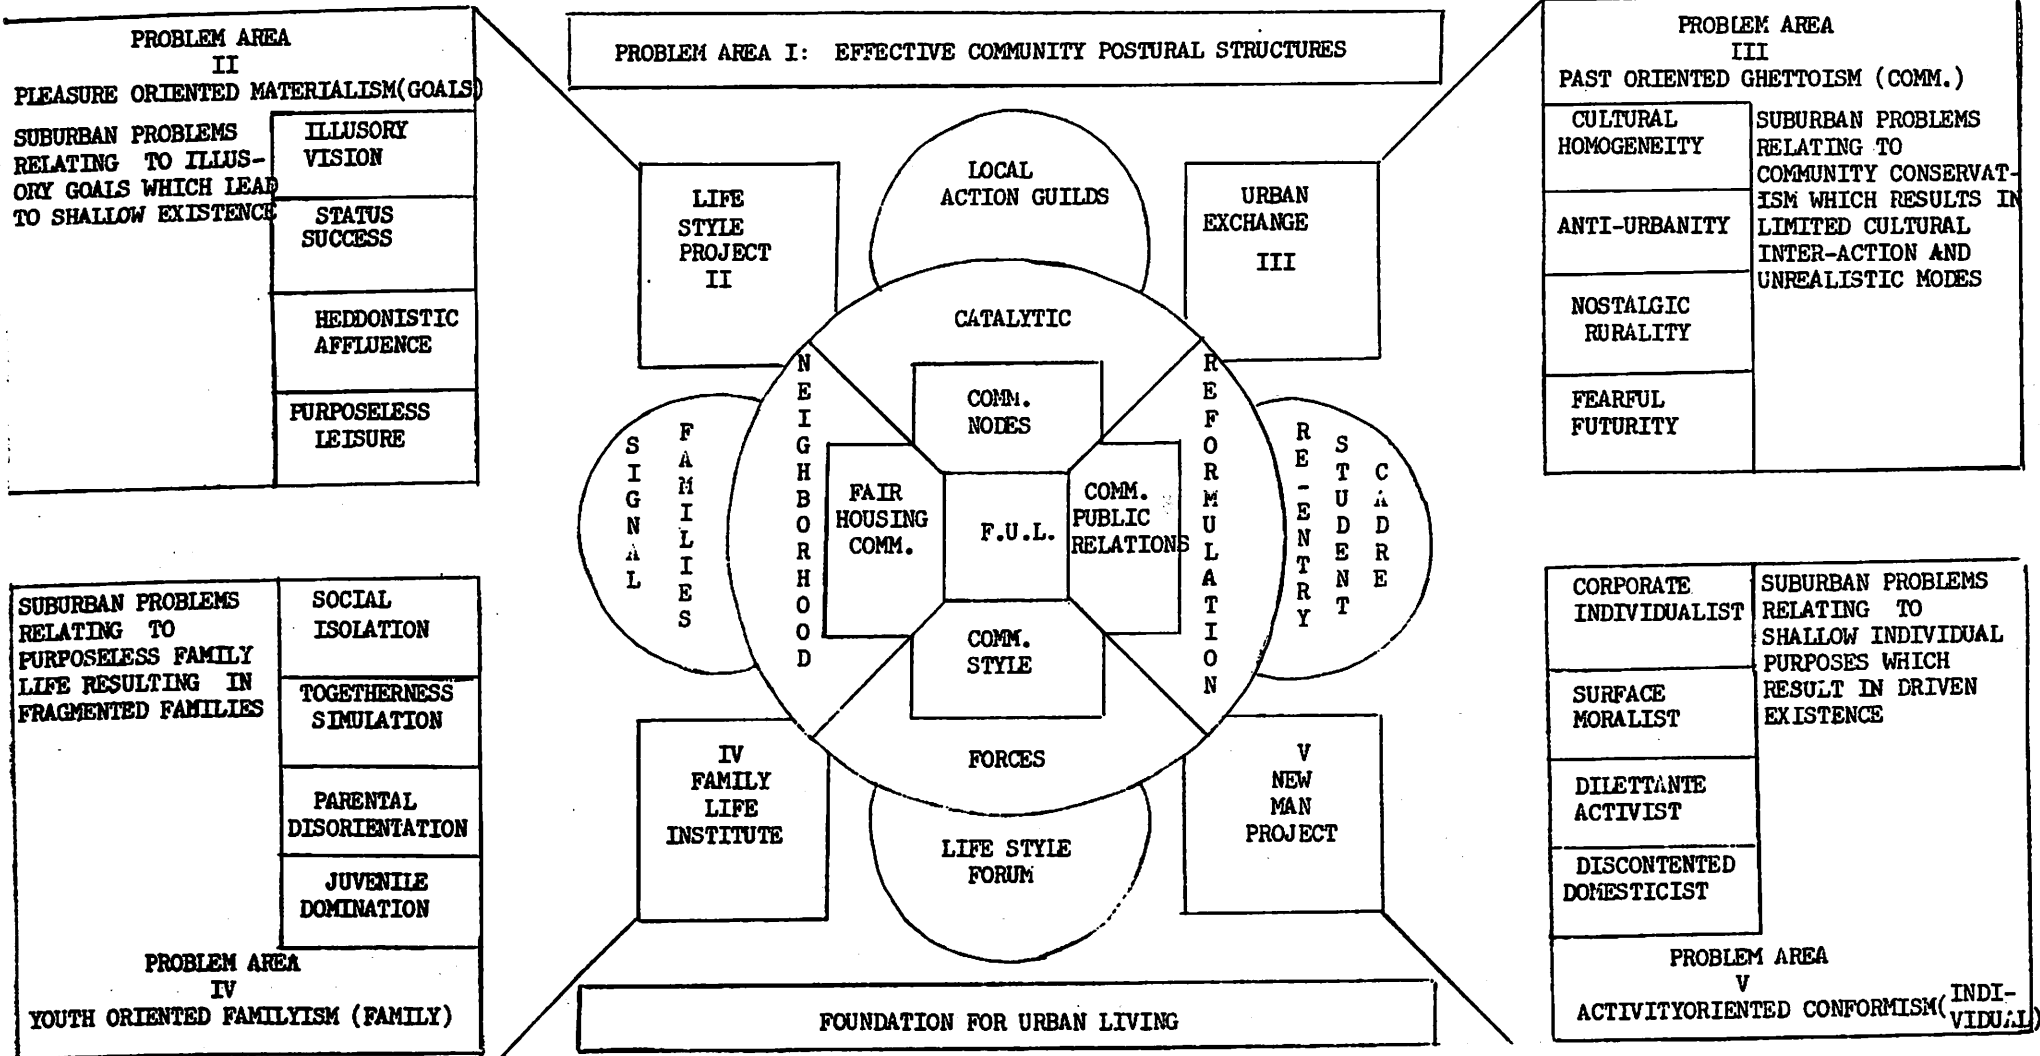 PROBLEM AREA
II
PLEASURE ORIENTED MATERIALISM(GOALS)
SUBURBAN PROBLEMS
RELATING TO ILLUS-
ORY GOALS WHICH LEAD
TO SHALLOW EXISTENCE
ILLUSORY
VISION
STATUS
SUCCESS
HEDDONISTIC
AFFLUENCE
PURPOSELESS
LEISURE
PROBLEM AREA I: EFFECTIVE COMMUNITY POSTURAL STRUCTURES
PROBLEM AREA
III
PAST ORIENTED GHETTOISM (COMM.)
CULTURAL
HOMOGENEITY
ANTI-URBANITY
NOSTALGIC
RURALITY
FEARFUL
FUTURITY
SUBURBAN PROBLEMS
RELATING TO
COMMUNITY CONSERVAT-
ISM WHICH RESULTS IN
LIMITED CULTURAL
INTER-ACTION AND
UNREALISTIC MODES
LIFE
STYLE
PROJECT
II
LOCAL
ACTION GUILDS
URBAN
EXCHANGE
III
CATALYTIC
NEIGHBORHOOD
REFORMULATION
FORCES
SIGNAL
FAMILIES
COMM.
NODES
FAIR
HOUSING
COMM.
F.U.L.
COMM.
PUBLIC
RELATIONS
COMM.
STYLE
RE-ENTRY
STUDENT
CADRE
IV
FAMILY
LIFE
INSTITUTE
LIFE STYLE
FORUM
V
NEW
MAN
PROJECT
SUBURBAN PROBLEMS
RELATING TO
PURPOSELESS FAMILY
LIFE RESULTING IN
FRAGMENTED FAMILIES
SOCIAL
ISOLATION
TOGETHERNESS
SIMULATION
PARENTAL
DISORIENTATION
JUVENILE
DOMINATION
PROBLEM AREA
IV
YOUTH ORIENTED FAMILYISM (FAMILY)
FOUNDATION FOR URBAN LIVING
CORPORATE
INDIVIDUALIST
SURFACE
MORALIST
DILETTANTE
ACTIVIST
DISCONTENTED
DOMESTICIST
SUBURBAN PROBLEMS
RELATING TO
SHALLOW INDIVIDUAL
PURPOSES WHICH
RESULT IN DRIVEN
EXISTENCE
PROBLEM AREA
V
ACTIVITYORIENTED CONFORMISM(INDI-
VIDUAL)